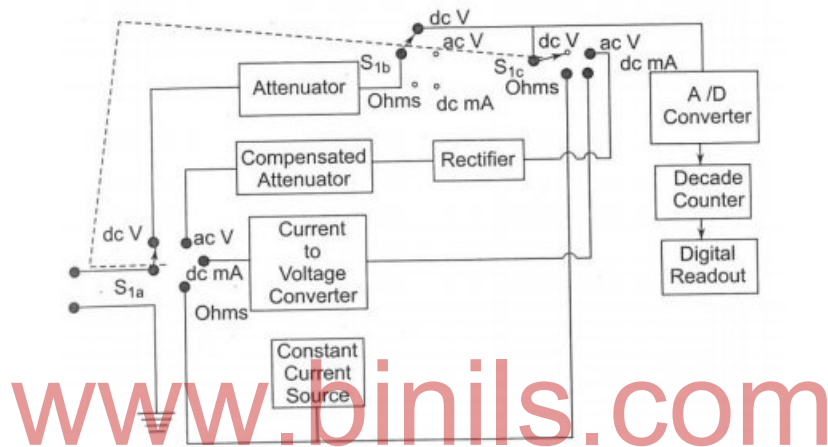 dc V
ac V
S1b
Attenuator
Ohms
dc mA
dc V
ac V
S1c
dc mA
Ohms
A /D
Converter
Compensated
Attenuator
Rectifier
Decade
Counter
dc V
ac V
Current
to
Voltage
Converter
dc mA
S1a
Ohms
Digital
Readout
Constant
Current
Source
www.binils.com